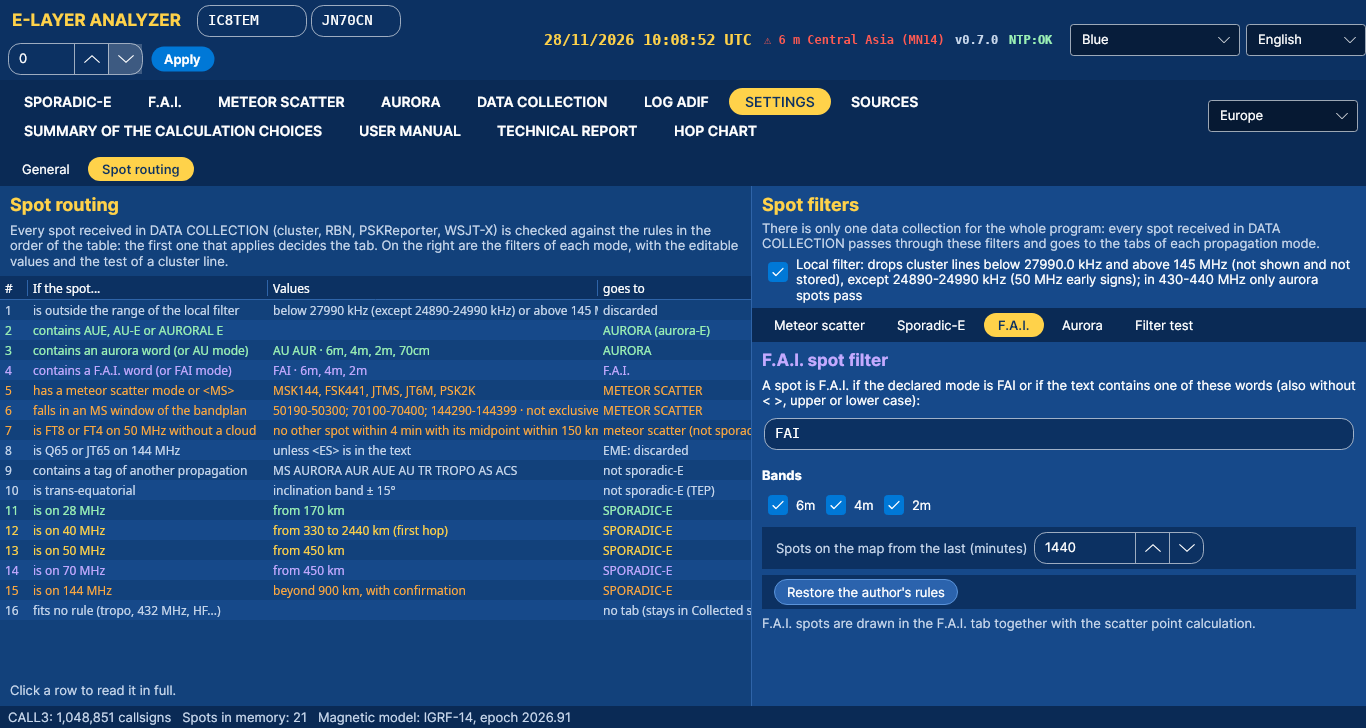 E-LAYER ANALYZER
IC8TEM
JN70CN
0
Apply
28/11/2026 10:08:52 UTC
⚠ 6 m Central Asia (MN14)
v0.7.0
NTP:OK
Blue
English
SPORADIC-E
F.A.I.
METEOR SCATTER
AURORA
DATA COLLECTION
LOG ADIF
SETTINGS
SOURCES
SUMMARY OF THE CALCULATION CHOICES
USER MANUAL
TECHNICAL REPORT
HOP CHART
Europe
General
Spot routing
Spot routing
Every spot received in DATA COLLECTION (cluster, RBN, PSKReporter, WSJT-X) is checked against the rules in the
order of the table: the first one that applies decides the tab. On the right are the filters of each mode, with the editable
values and the test of a cluster line.
# If the spot... Values goes to
1 is outside the range of the local filter below 27990 kHz (except 24890-24990 kHz) or above 145 discarded
2 contains AUE, AU-E or AURORAL E AURORA (aurora-E)
3 contains an aurora word (or AU mode) AU AUR · 6m, 4m, 2m, 70cm AURORA
4 contains a F.A.I. word (or FAI mode) FAI · 6m, 4m, 2m F.A.I.
5 has a meteor scatter mode or <MS> MSK144, FSK441, JTMS, JT6M, PSK2K METEOR SCATTER
6 falls in an MS window of the bandplan 50190-50300; 70100-70400; 144290-144399 · not exclusive METEOR SCATTER
7 is FT8 or FT4 on 50 MHz without a cloud no other spot within 4 min with its midpoint within 150 km meteor scatter (not sporad
8 is Q65 or JT65 on 144 MHz unless <ES> is in the text EME: discarded
9 contains a tag of another propagation MS AURORA AUR AUE AU TR TROPO AS ACS not sporadic-E
10 is trans-equatorial inclination band ± 15° not sporadic-E (TEP)
11 is on 28 MHz from 170 km SPORADIC-E
12 is on 40 MHz from 330 to 2440 km (first hop) SPORADIC-E
13 is on 50 MHz from 450 km SPORADIC-E
14 is on 70 MHz from 450 km SPORADIC-E
15 is on 144 MHz beyond 900 km, with confirmation SPORADIC-E
16 fits no rule (tropo, 432 MHz, HF...) no tab (stays in Collected s
Click a row to read it in full.
Spot filters
There is only one data collection for the whole program: every spot received in DATA
COLLECTION passes through these filters and goes to the tabs of each propagation mode.
Local filter: drops cluster lines below 27990.0 kHz and above 145 MHz (not shown and not
stored), except 24890-24990 kHz (50 MHz early signs); in 430-440 MHz only aurora
spots pass
Meteor scatter
Sporadic-E
F.A.I.
Aurora
Filter test
F.A.I. spot filter
A spot is F.A.I. if the declared mode is FAI or if the text contains one of these words (also without
< >, upper or lower case):
FAI
Bands
6m 4m 2m
Spots on the map from the last (minutes) 1440
Restore the author's rules
F.A.I. spots are drawn in the F.A.I. tab together with the scatter point calculation.
CALL3: 1,048,851 callsigns Spots in memory: 21 Magnetic model: IGRF-14, epoch 2026.91